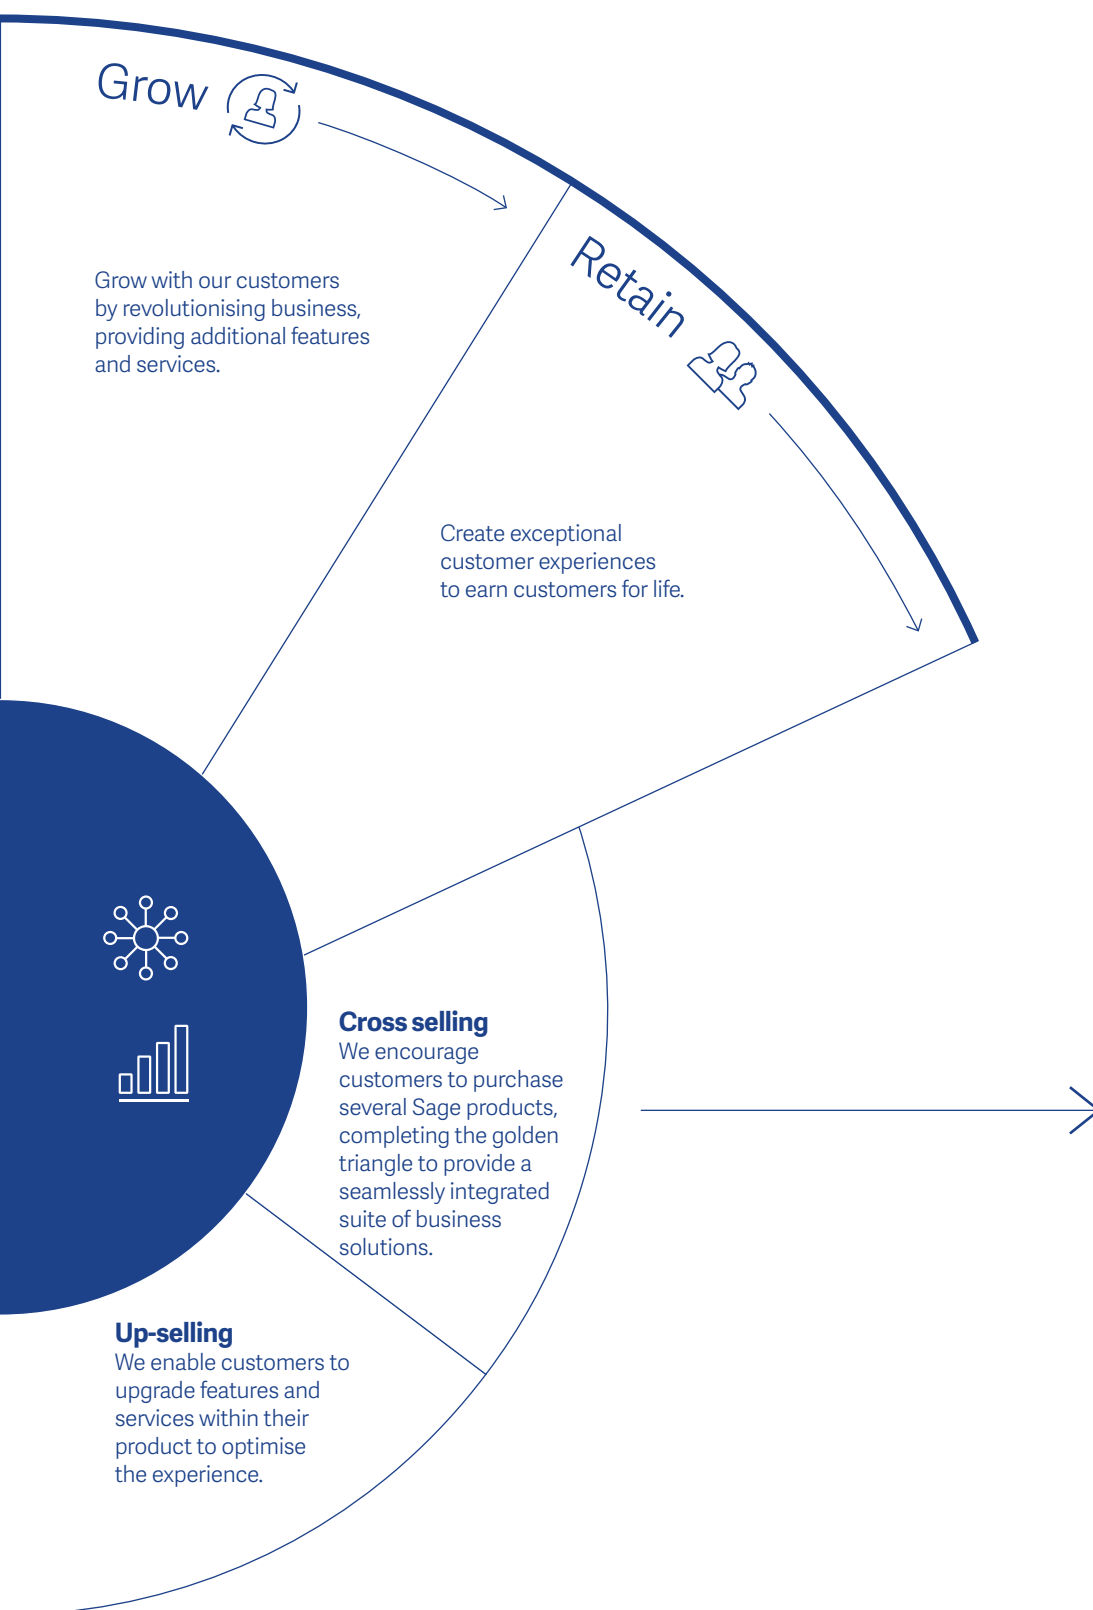 Grow
Grow with our customers
by revolutionising business,
providing additional features
and services.
Retain
Create exceptional
customer experiences
to earn customers for life.
Cross selling
We encourage
customers to purchase
several Sage products,
completing the golden
triangle to provide a
seamlessly integrated
suite of business
solutions.
Up-selling
We enable customers to
upgrade features and
services within their
product to optimise
the experience.